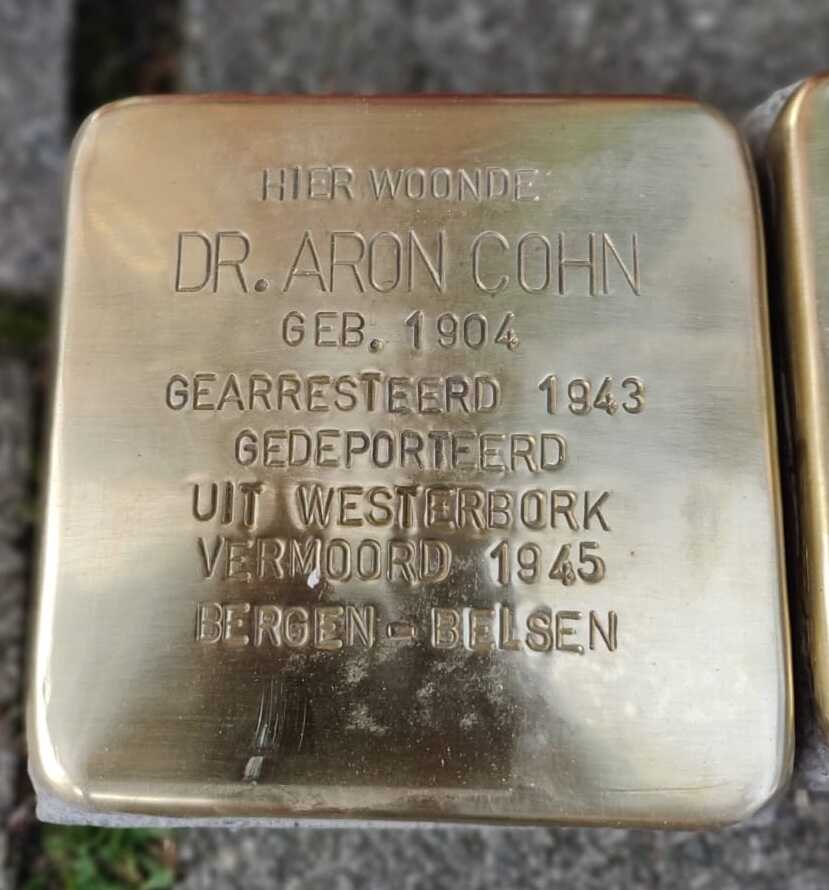 HIER WOONDE
DR. ARON COHN
GEB. 1904
GEARRESTEERD 1943
GEDEPORTEERD
UIT WESTERBORK
VERMOORD 1945
BERGEN-BELSEN